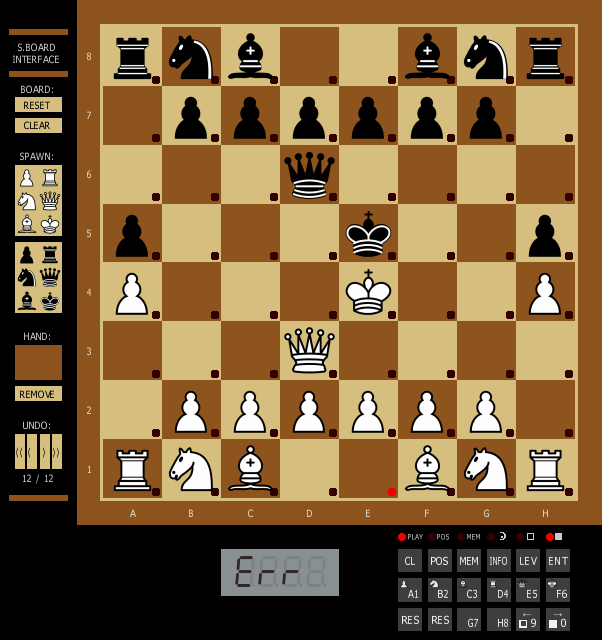 S.BOARD
INTERFACE
BOARD:
RESET
CLEAR
SPAWN:
HAND:
REMOVE
UNDO:
12 / 12
8
7
6
5
4
3
2
1
A B C D E F G H
Err
PLAY POS MEM
CL POS MEM INFO LEV ENT
A1 B2 C3 D4 E5 F6
RES RES G7 H8 9 0